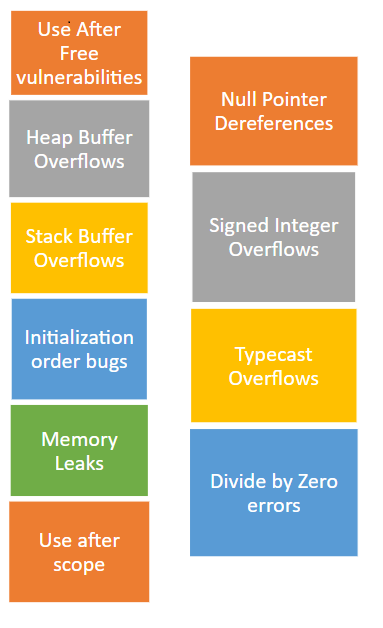 Use After
Free
vulnerabilities
Heap Buffer
Overflows
Stack Buffer
Overflows
Initialization
order bugs
Memory
Leaks
Use after
scope
Null Pointer
Dereferences
Signed Integer
Overflows
Typecast
Overflows
Divide by Zero
errors